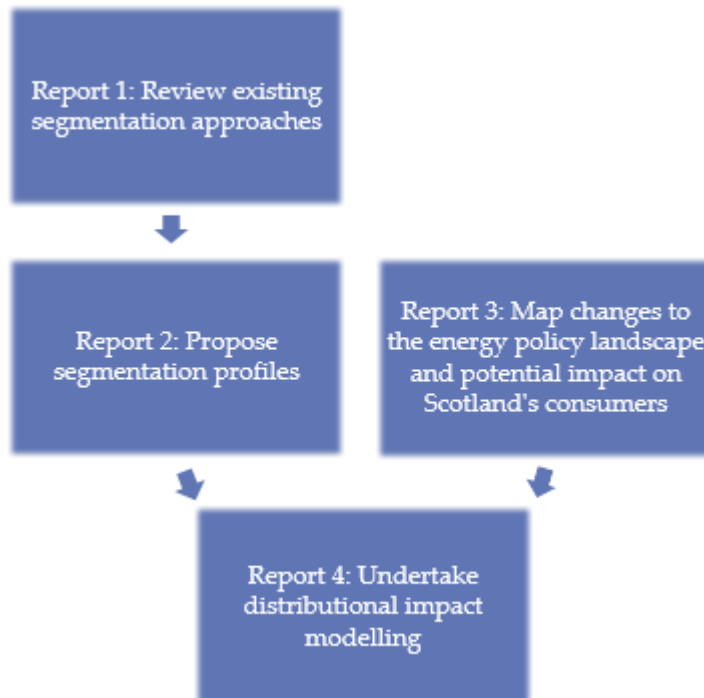 Report 1: Review existing
segmentation approaches
Report 2: Propose
segmentation profiles
Report 3: Map changes to
the energy policy landscape
and potential impact on
Scotland's consumers
Report 4: Undertake
distributional impact
modelling